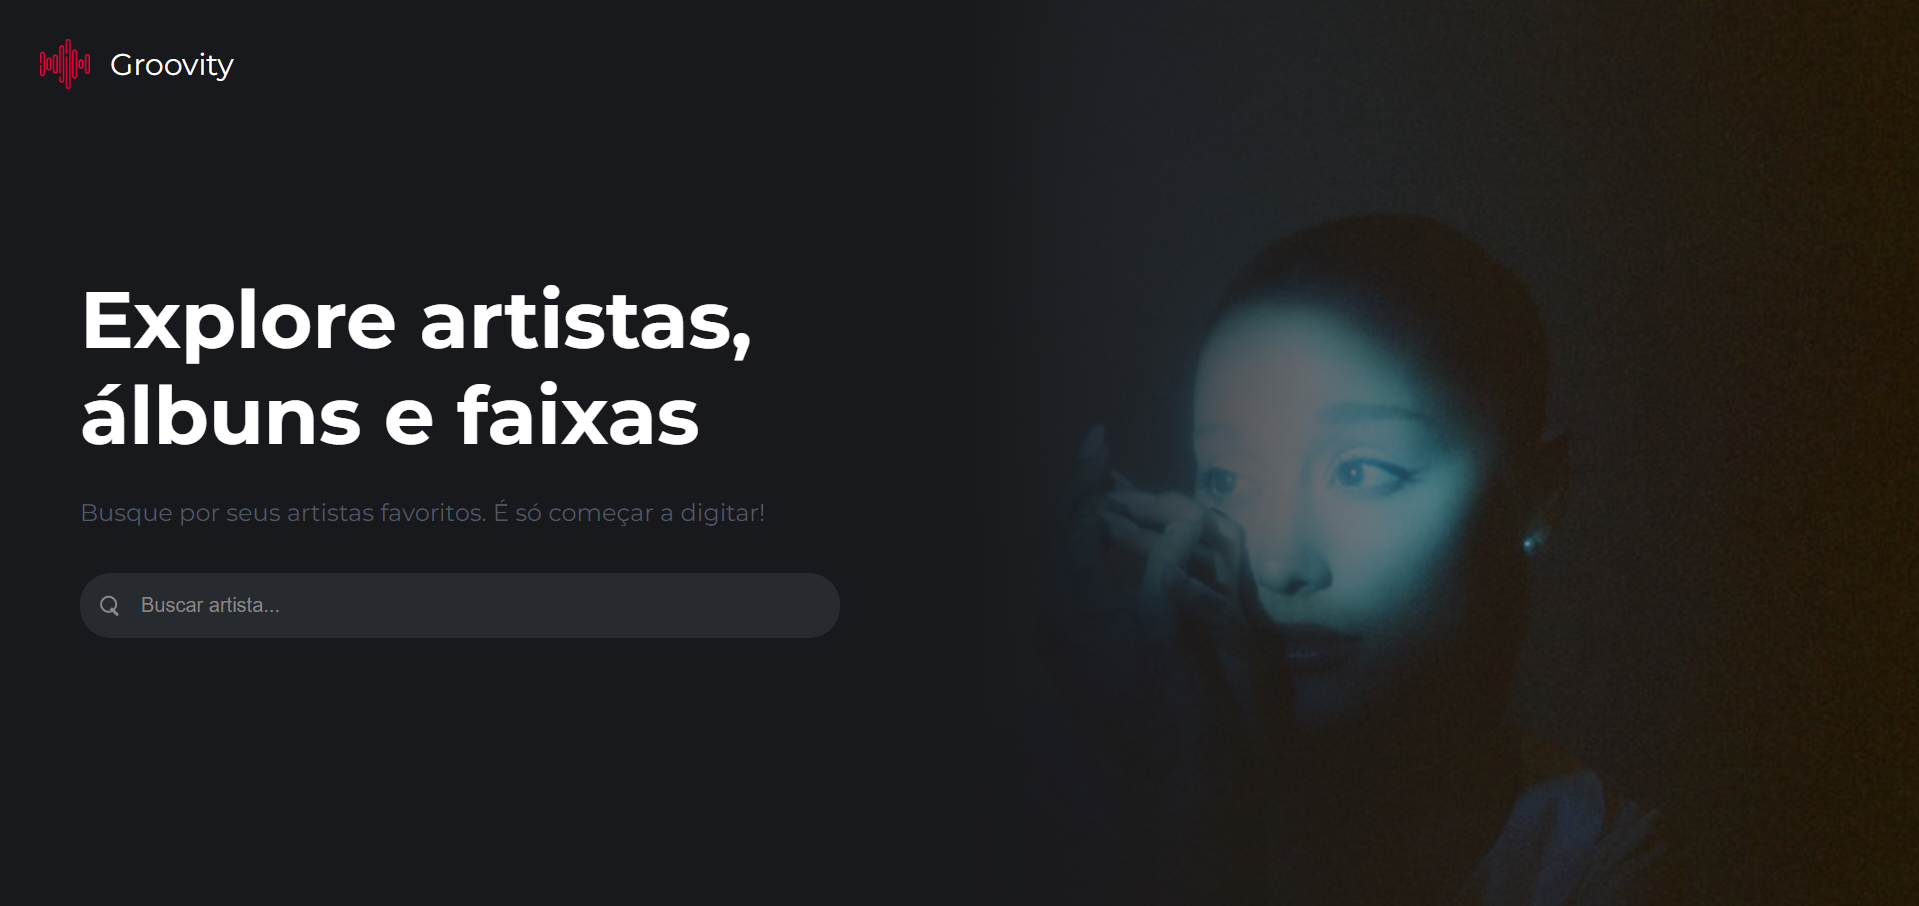 Groovity
Explore artistas,
álbuns e faixas
Busque por seus artistas favoritos. É só começar a digitar!
Buscar artista...